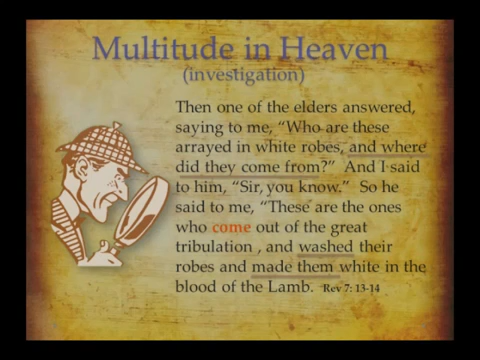 Multitude in Heaven
(investigation)
Then one of the elders answered,
saying to me, “Who are these
arrayed in white robes, and where
did they come from?”  And I said
to him, “Sir, you know.”  So he
said to me, “These are the ones
who come out of the great
tribulation , and washed their
robes and made them white in the
blood of the Lamb.  Rev 7: 13-14